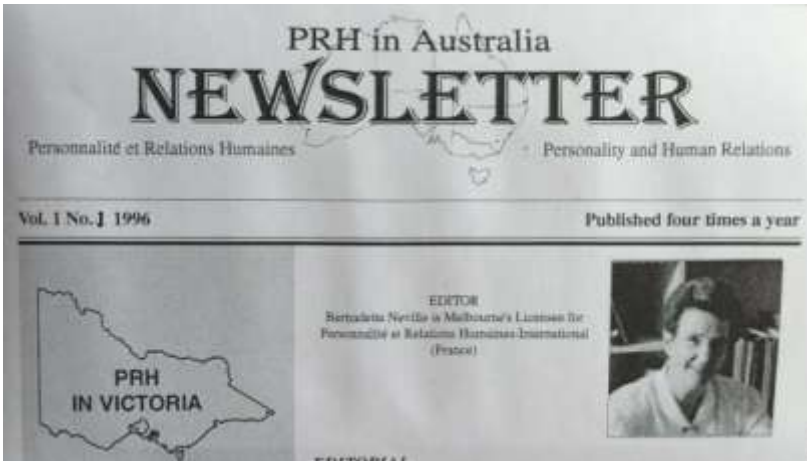 PRH in Australia
NEWSLETTER
Personnalité et Relations Humaines
Personality and Human Relations
Vol. 1 No. 1 1996
Published four times a year
PRH
IN VICTORIA
EDITOR
Bernadette Neville is Melbourne's Licensee for
Personnalité et Relations Humaines-International
(France)
EDITORIAL